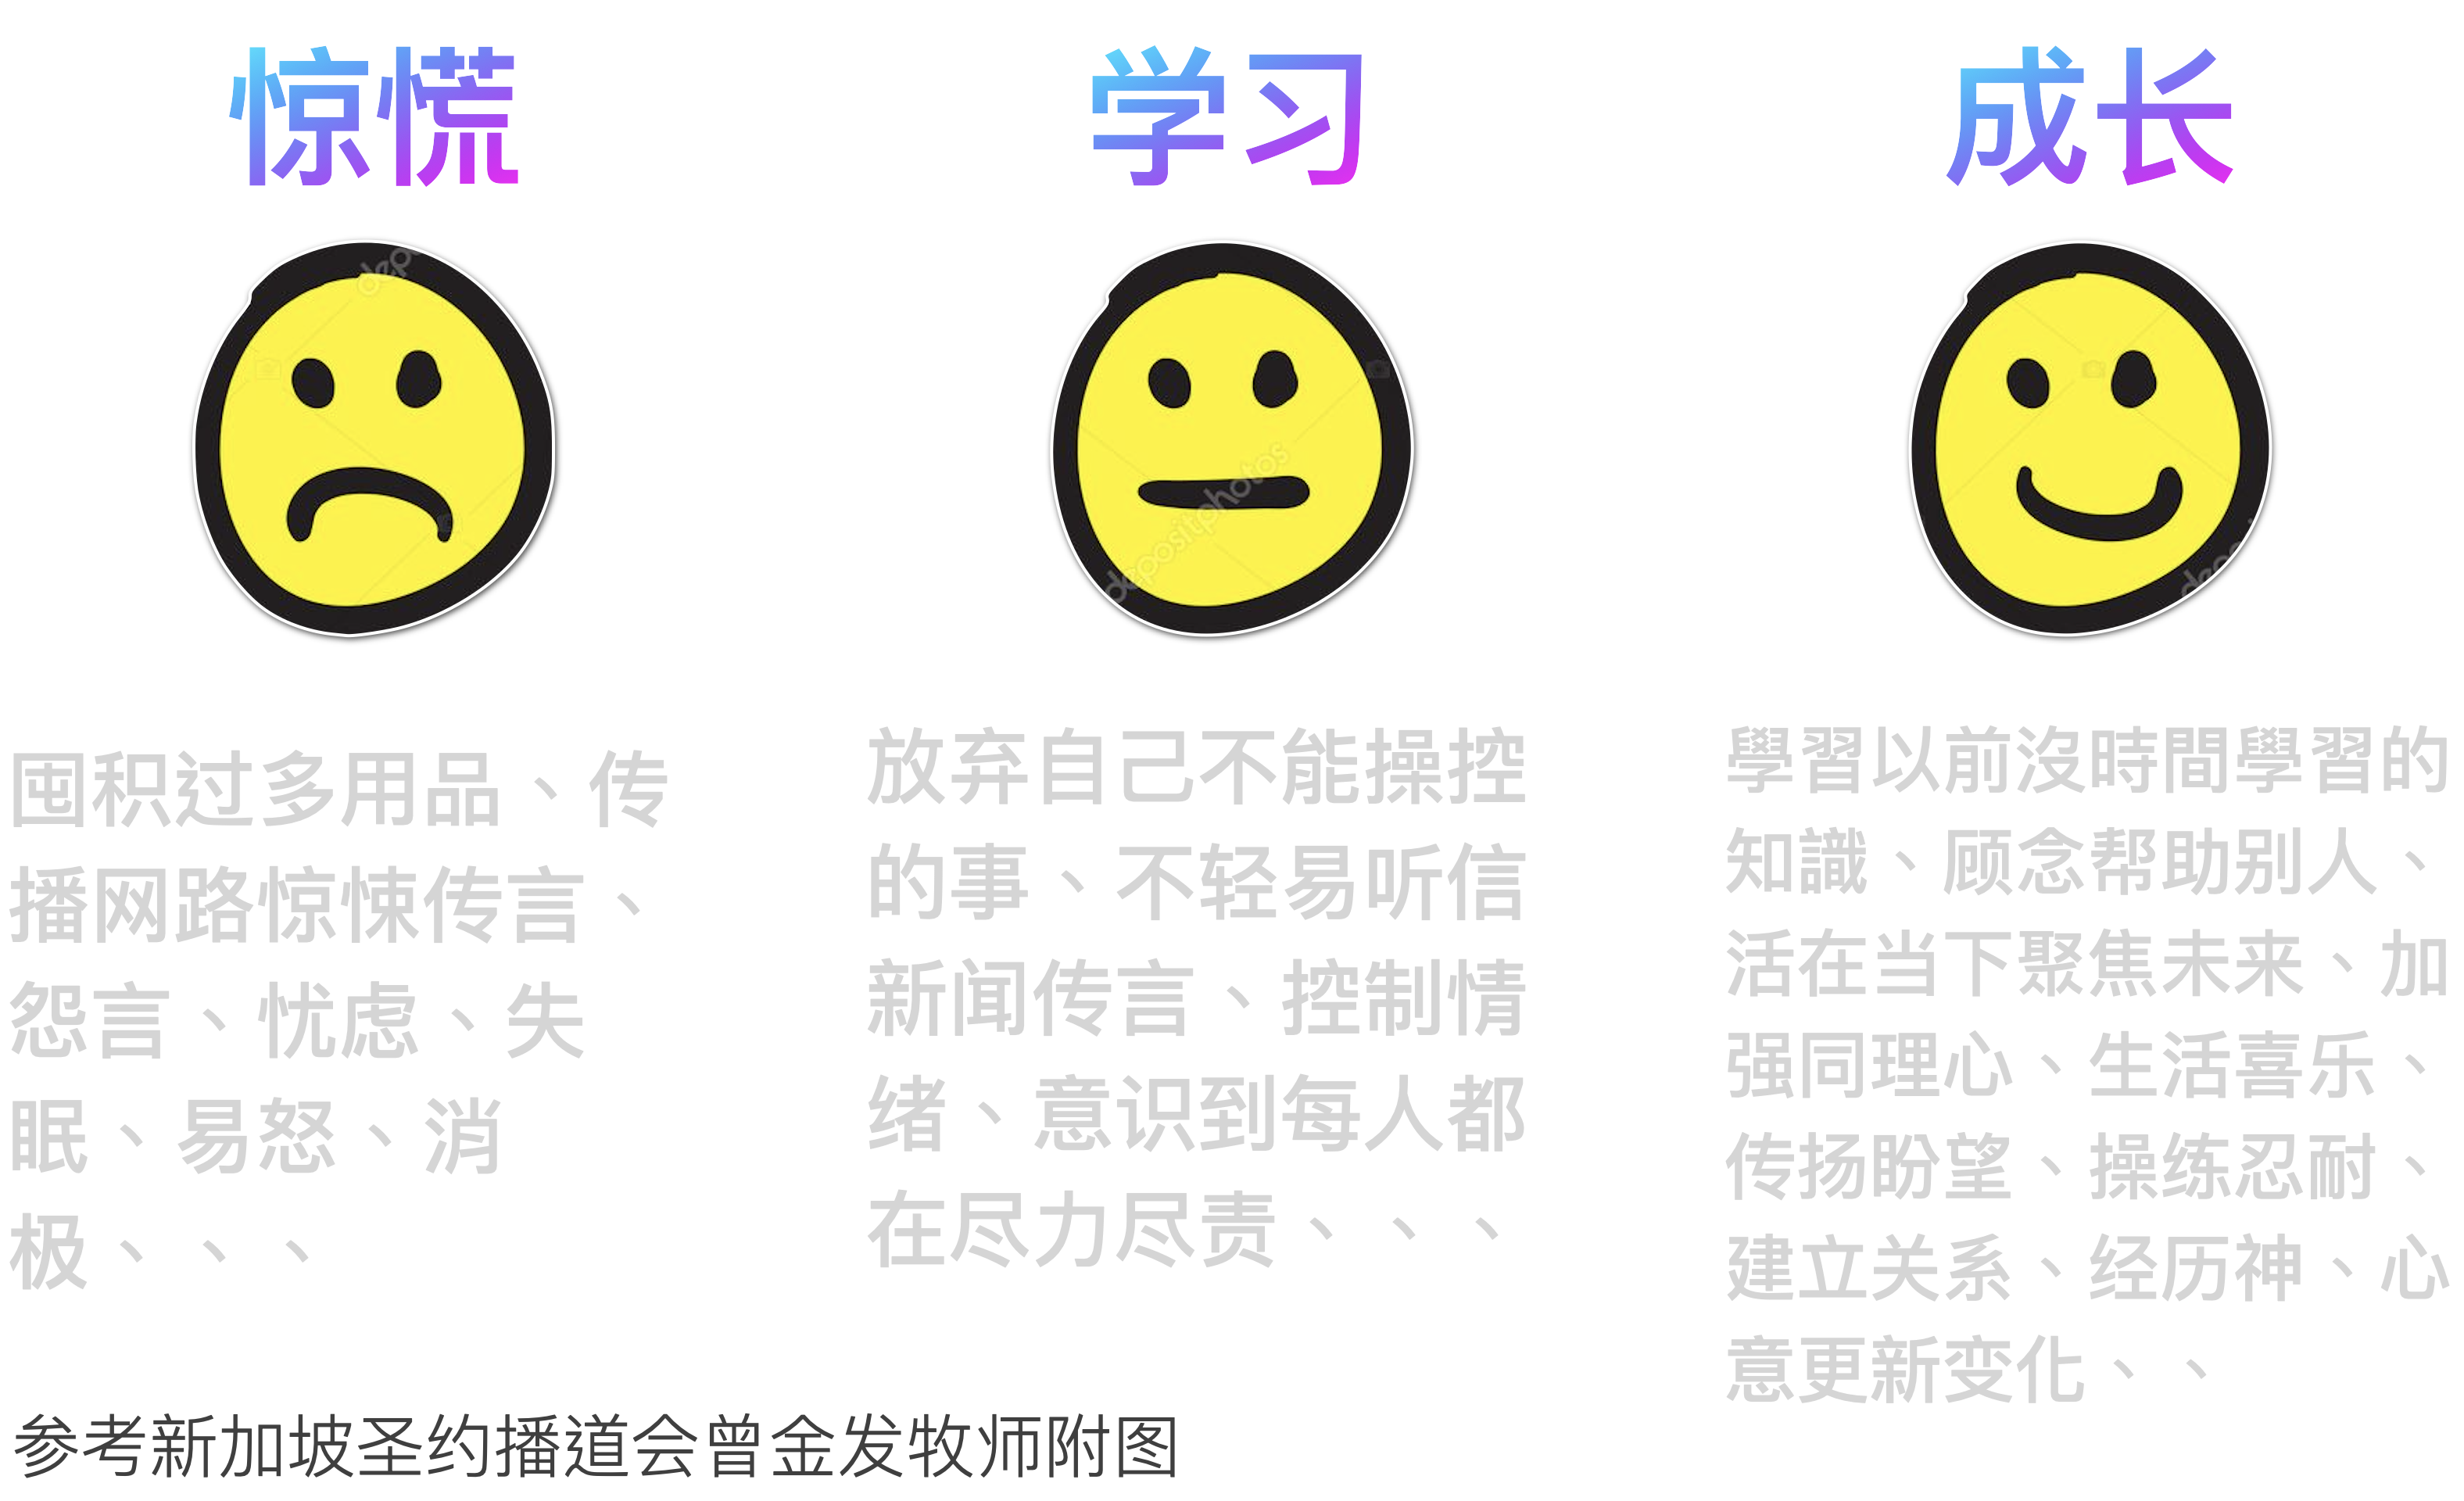 惊慌
学习
成长
depo
depositphotos
囤积过多用品、传
播网路惊悚传言、
怨言、忧虑、失
眠、易怒、消
极、、、
放弃自己不能操控
的事、不轻易听信
新闻传言、控制情
绪、意识到每人都
在尽力尽责、、、
學習以前沒時間學習的
知識、顾念帮助别人、
活在当下聚焦未来、加
强同理心、生活喜乐、
传扬盼望、操练忍耐、
建立关系、经历神、心
意更新变化、、
参考新加坡圣约播道会曾金发牧师附图